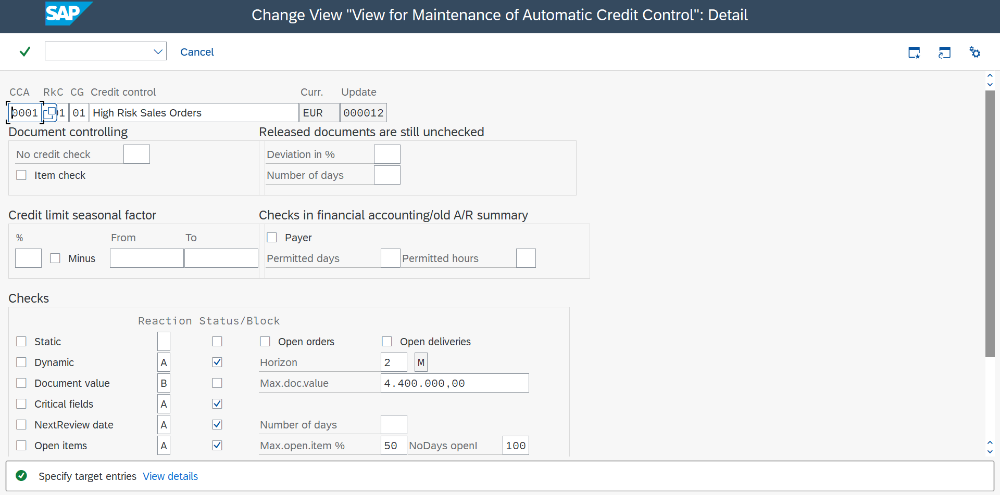 SAP
Change View "View for Maintenance of Automatic Credit Control": Detail
Cancel
CCA RkC CG Credit control Curr. Update
0001 1 01 High Risk Sales Orders EUR 000012
Document controlling Released documents are still unchecked
No credit check Deviation in %
Item check Number of days
Credit limit seasonal factor Checks in financial accounting/old A/R summary
% From To Payer
Minus Permitted days Permitted hours
Checks
Reaction Status/Block
Static Open orders Open deliveries
Dynamic A Horizon 2 M
Document value B Max.doc.value 4.400.000,00
Critical fields A
NextReview date A Number of days
Open items A Max.open.item % 50 NoDays openI 100
Specify target entries View details